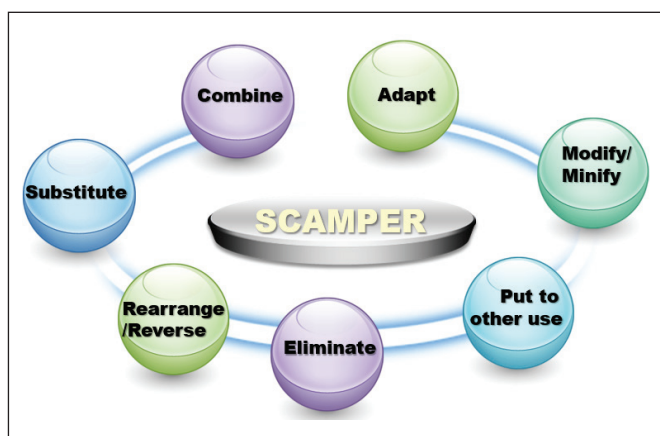 Combine
Adapt
Modify/
Minify
Substitute
SCAMPER
Put to
other use
Rearrange
/Reverse
Eliminate